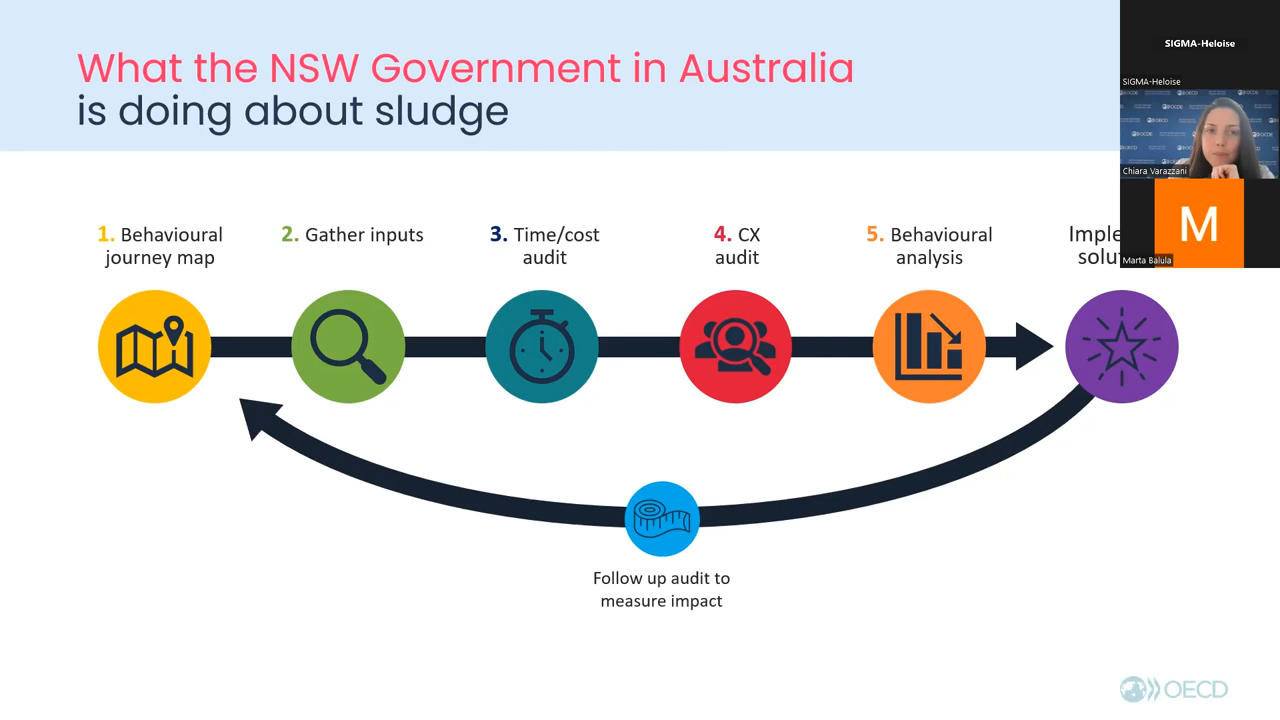 What the NSW Government in Australia
is doing about sludge
SIGMA-Heloise
SIGMA-Heloise
Chiara Varazzani
M
Marta Balula
1. Behavioural
journey map
2. Gather inputs
3. Time/cost
audit
4. CX
audit
5. Behavioural
analysis
Imple
solut
Follow up audit to
measure impact
OECD